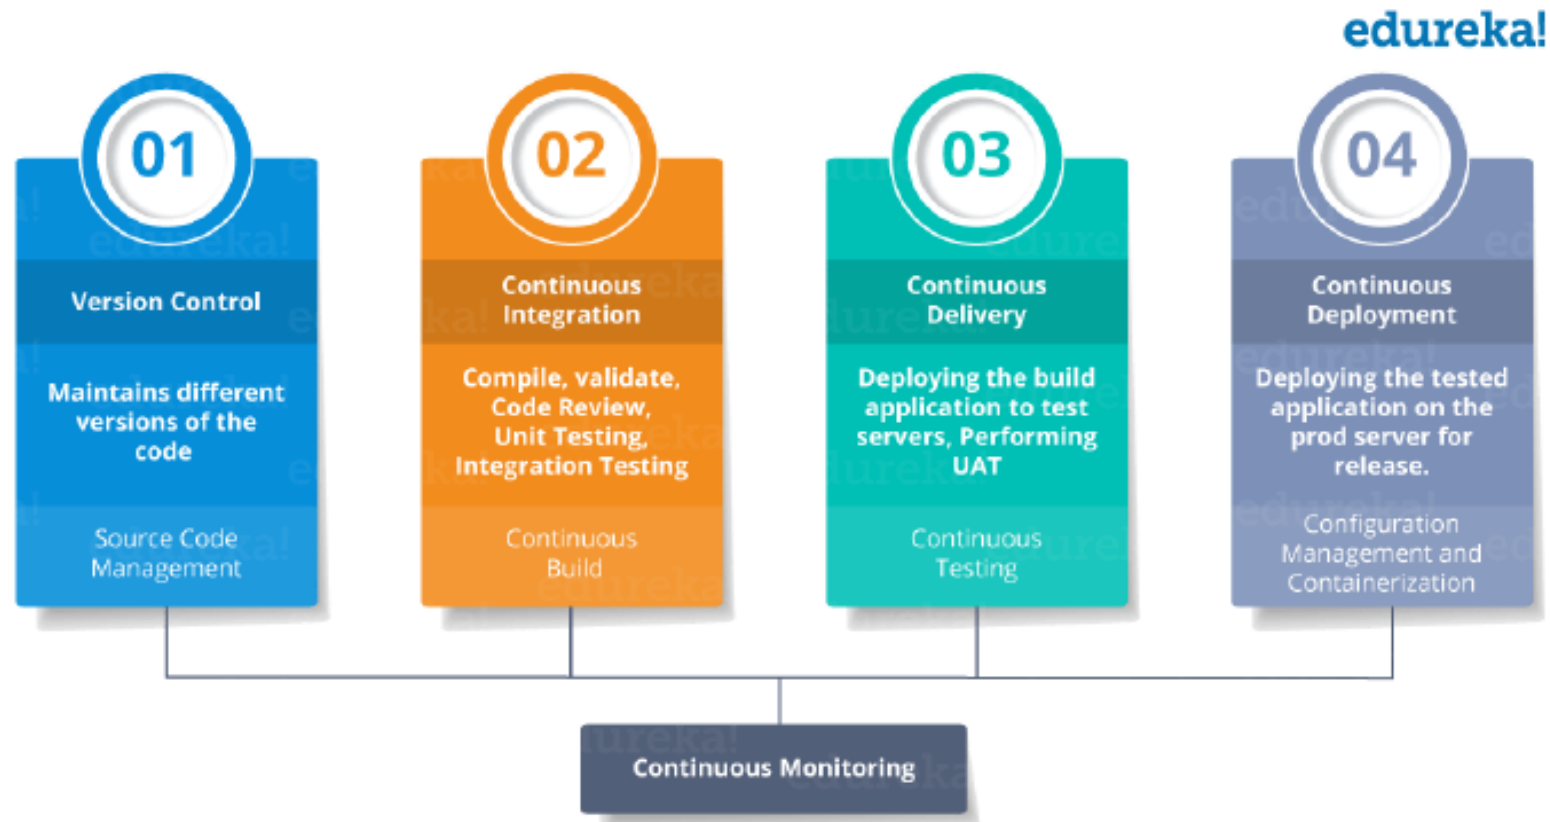 edureka!
01
Version Control
Maintains different
versions of the
code
Source Code
Management
02
Continuous
Integration
Compile, validate,
Code Review,
Unit Testing,
Integration Testing
Continuous
Build
03
Continuous
Delivery
Deploying the build
application to test
servers, Performing
UAT
Continuous
Testing
04
Continuous
Deployment
Deploying the tested
application on the
prod server for
release.
Configuration
Management and
Containerization
Continuous Monitoring